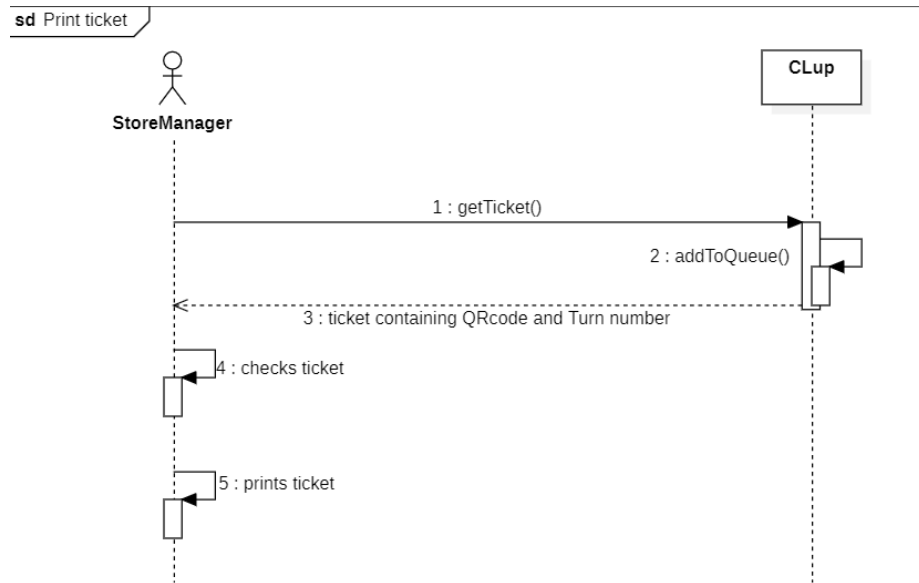 sd Print ticket
CLup
StoreManager
1 : getTicket()
2 : addToQueue()
3 : ticket containing QRcode and Turn number
4 : checks ticket
5 : prints ticket